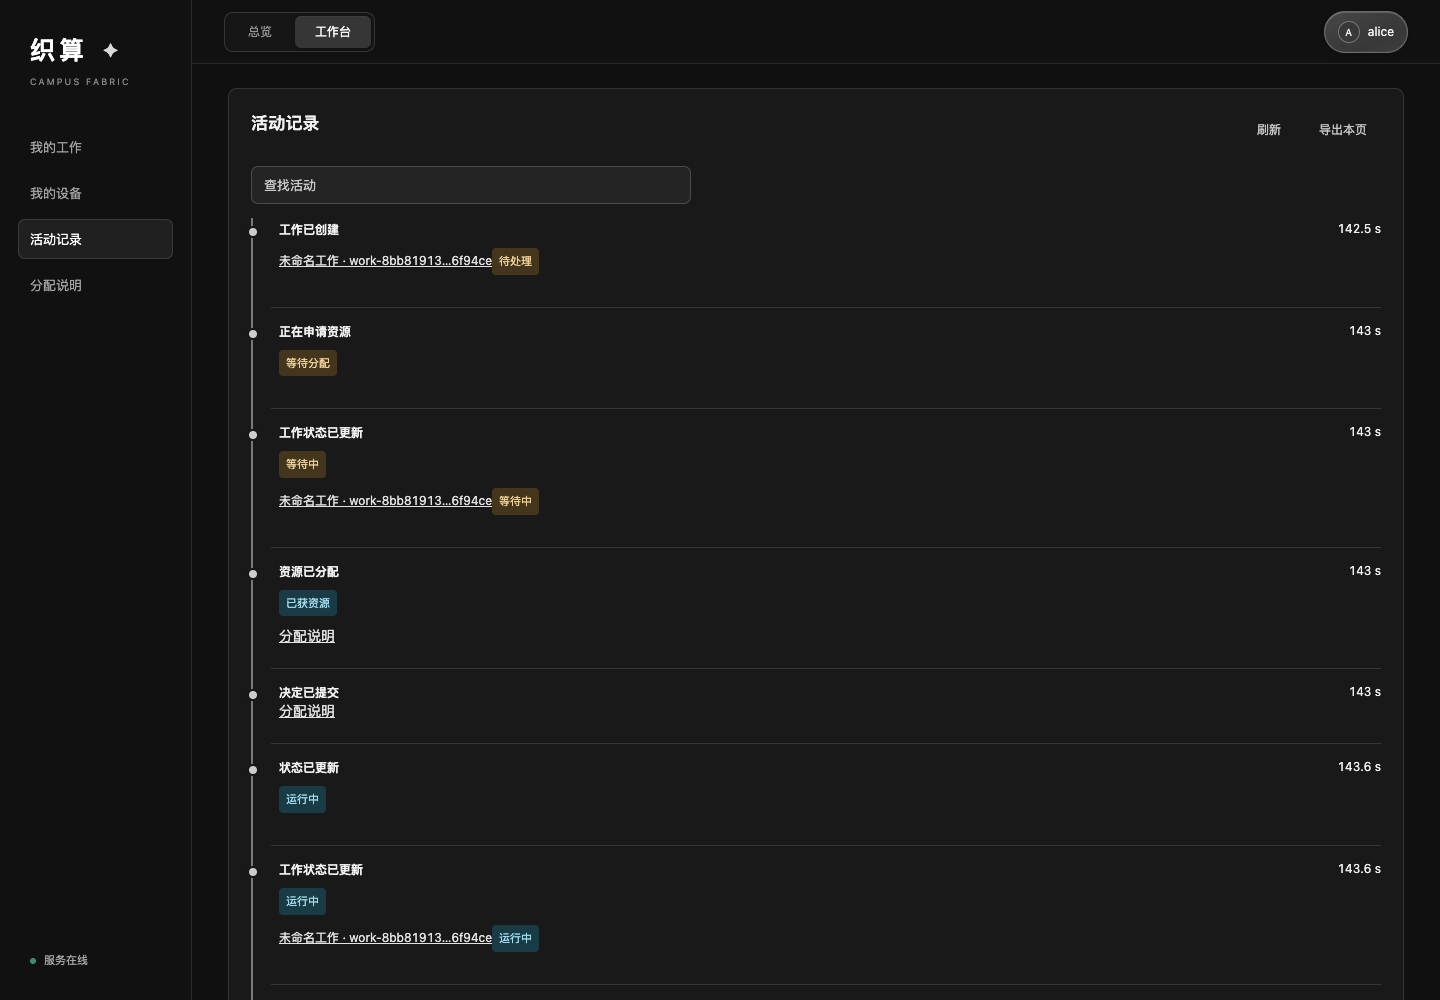 织算
CAMPUS FABRIC
总览 工作台
A alice
我的工作
我的设备
活动记录
分配说明
服务在线
活动记录
刷新 导出本页
查找活动
工作已创建 142.5 s
未命名工作 · work-8bb81913...6f94ce 待处理
正在申请资源 143 s
等待分配
工作状态已更新 143 s
等待中
未命名工作 · work-8bb81913...6f94ce 等待中
资源已分配 143 s
已获资源
分配说明
决定已提交 143 s
分配说明
状态已更新 143.6 s
运行中
工作状态已更新 143.6 s
运行中
未命名工作 · work-8bb81913...6f94ce 运行中